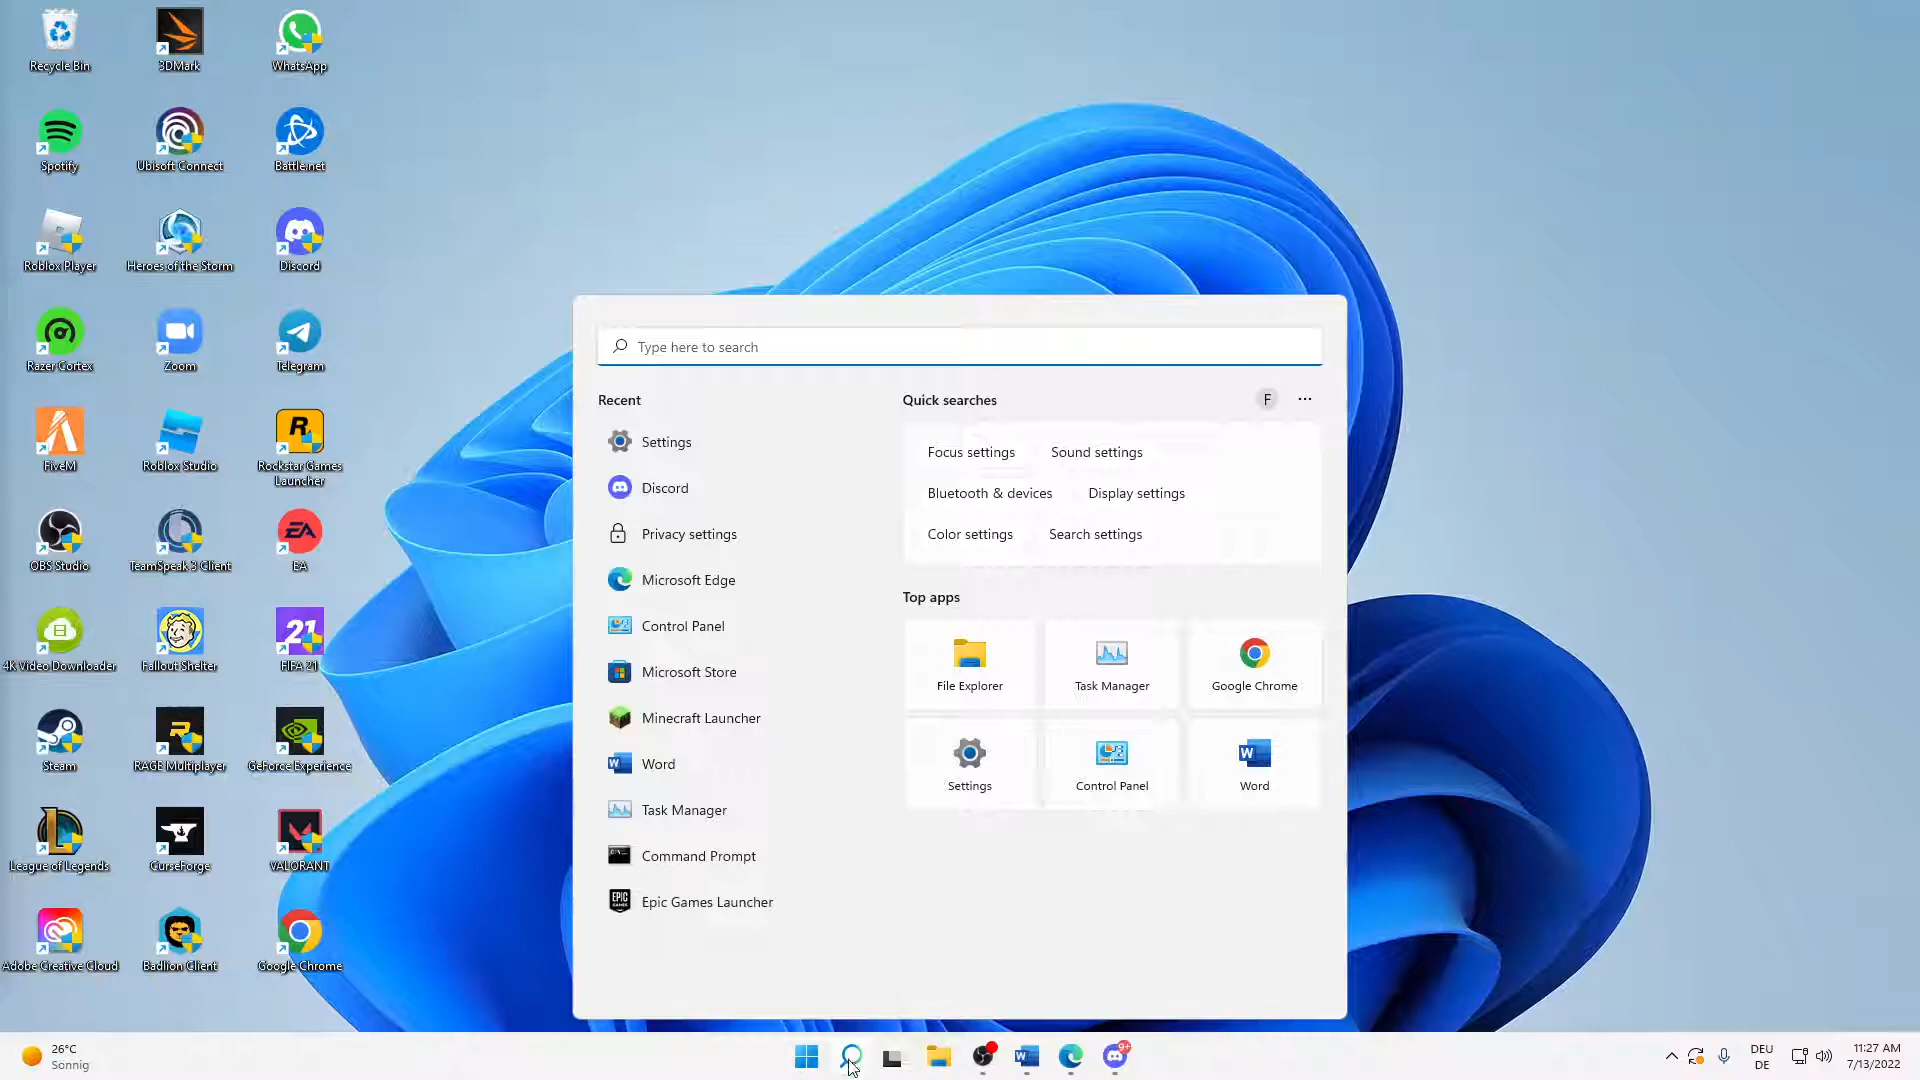 Recycle Bin
3DMark
WhatsApp
Spotify
Ubisoft Connect
Battle.net
Roblox Player
Heroes of the Storm
Discord
Razer Cortex
Zoom
Telegram
FiveM
Roblox Studio
Rockstar Games
Launcher
OBS Studio
TeamSpeak 3 Client
EA
4K Video Downloader
Fallout Shelter
FIFA 21
Steam
RAGE Multiplayer
GeForce Experience
League of Legends
CurseForge
VALORANT
Adobe Creative Cloud
Badlion Client
Google Chrome
Type here to search
Recent
Settings
Discord
Privacy settings
Microsoft Edge
Control Panel
Microsoft Store
Minecraft Launcher
Word
Task Manager
Command Prompt
Epic Games Launcher
Quick searches
F
Focus settings
Sound settings
Bluetooth & devices
Display settings
Color settings
Search settings
Top apps
File Explorer
Task Manager
Google Chrome
Settings
Control Panel
Word
26°C
Sonnig
9+
DEU
DE
11:27 AM
7/13/2022